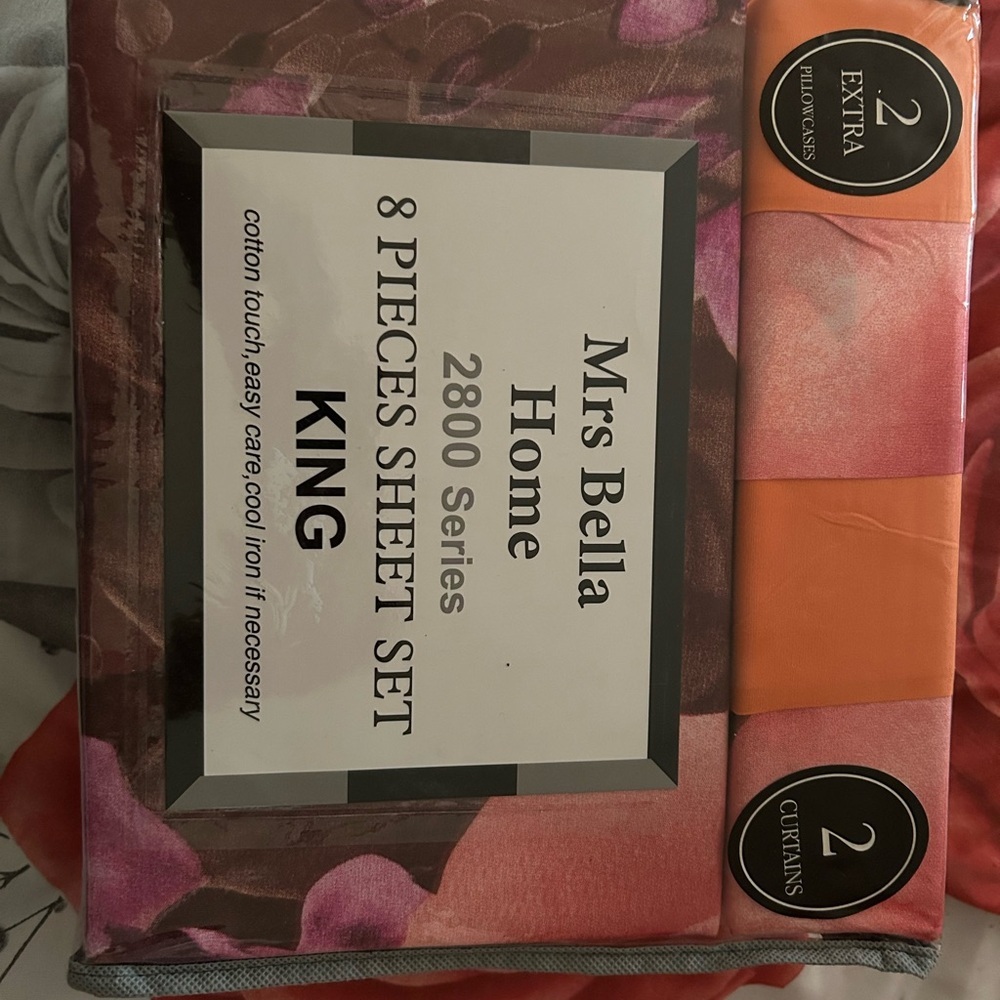 2
EXTRA
PILLOWCASES
Mrs Bella
Home
2800 Series
8 PIECES SHEET SET
KING
cotton touch,easy care,cool iron if necessary
2
CURTAINS